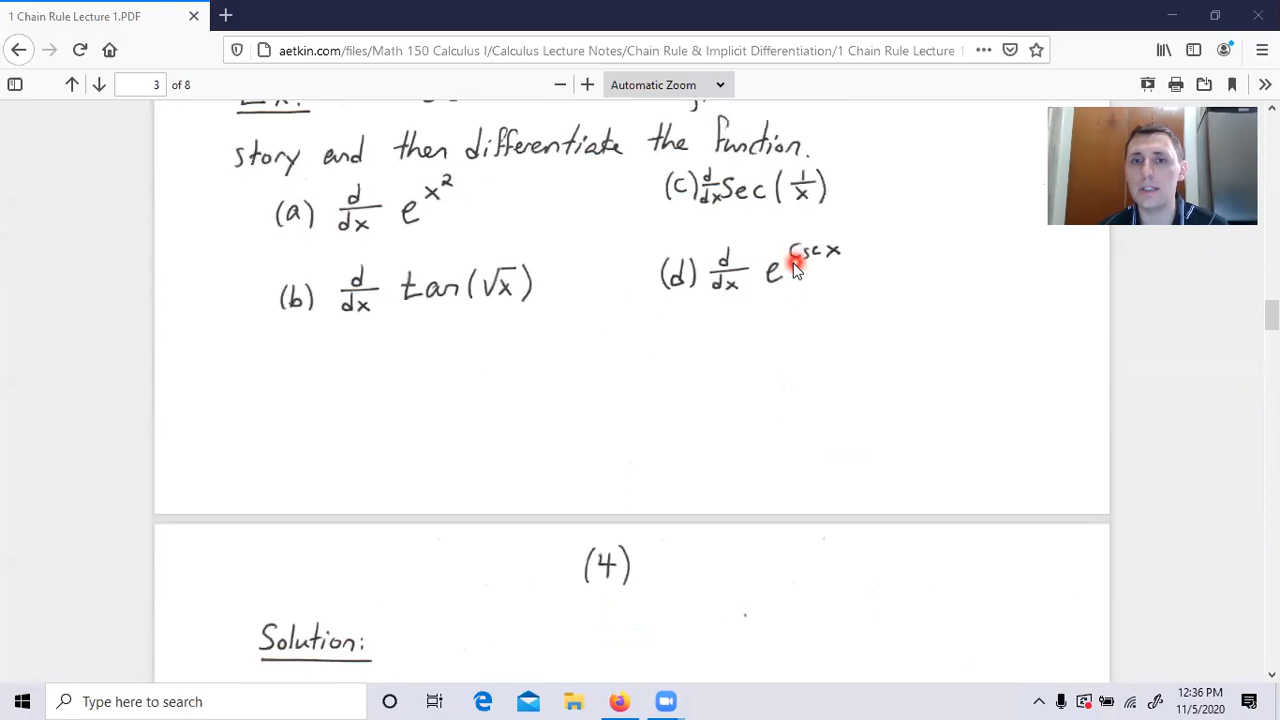 1 Chain Rule Lecture 1.PDF
aetkin.com/files/Math 150 Calculus I/Calculus Lecture Notes/Chain Rule & Implicit Differentiation/1 Chain Rule Lecture 1
3 of 8
Automatic Zoom
story and then differentiate the function.
(a) d/dx e^x^2
(c) d/dx Sec(1/x)
(b) d/dx tan(√x)
(d) d/dx e^csc x
(4)
Solution:
Type here to search
12:36 PM
11/5/2020